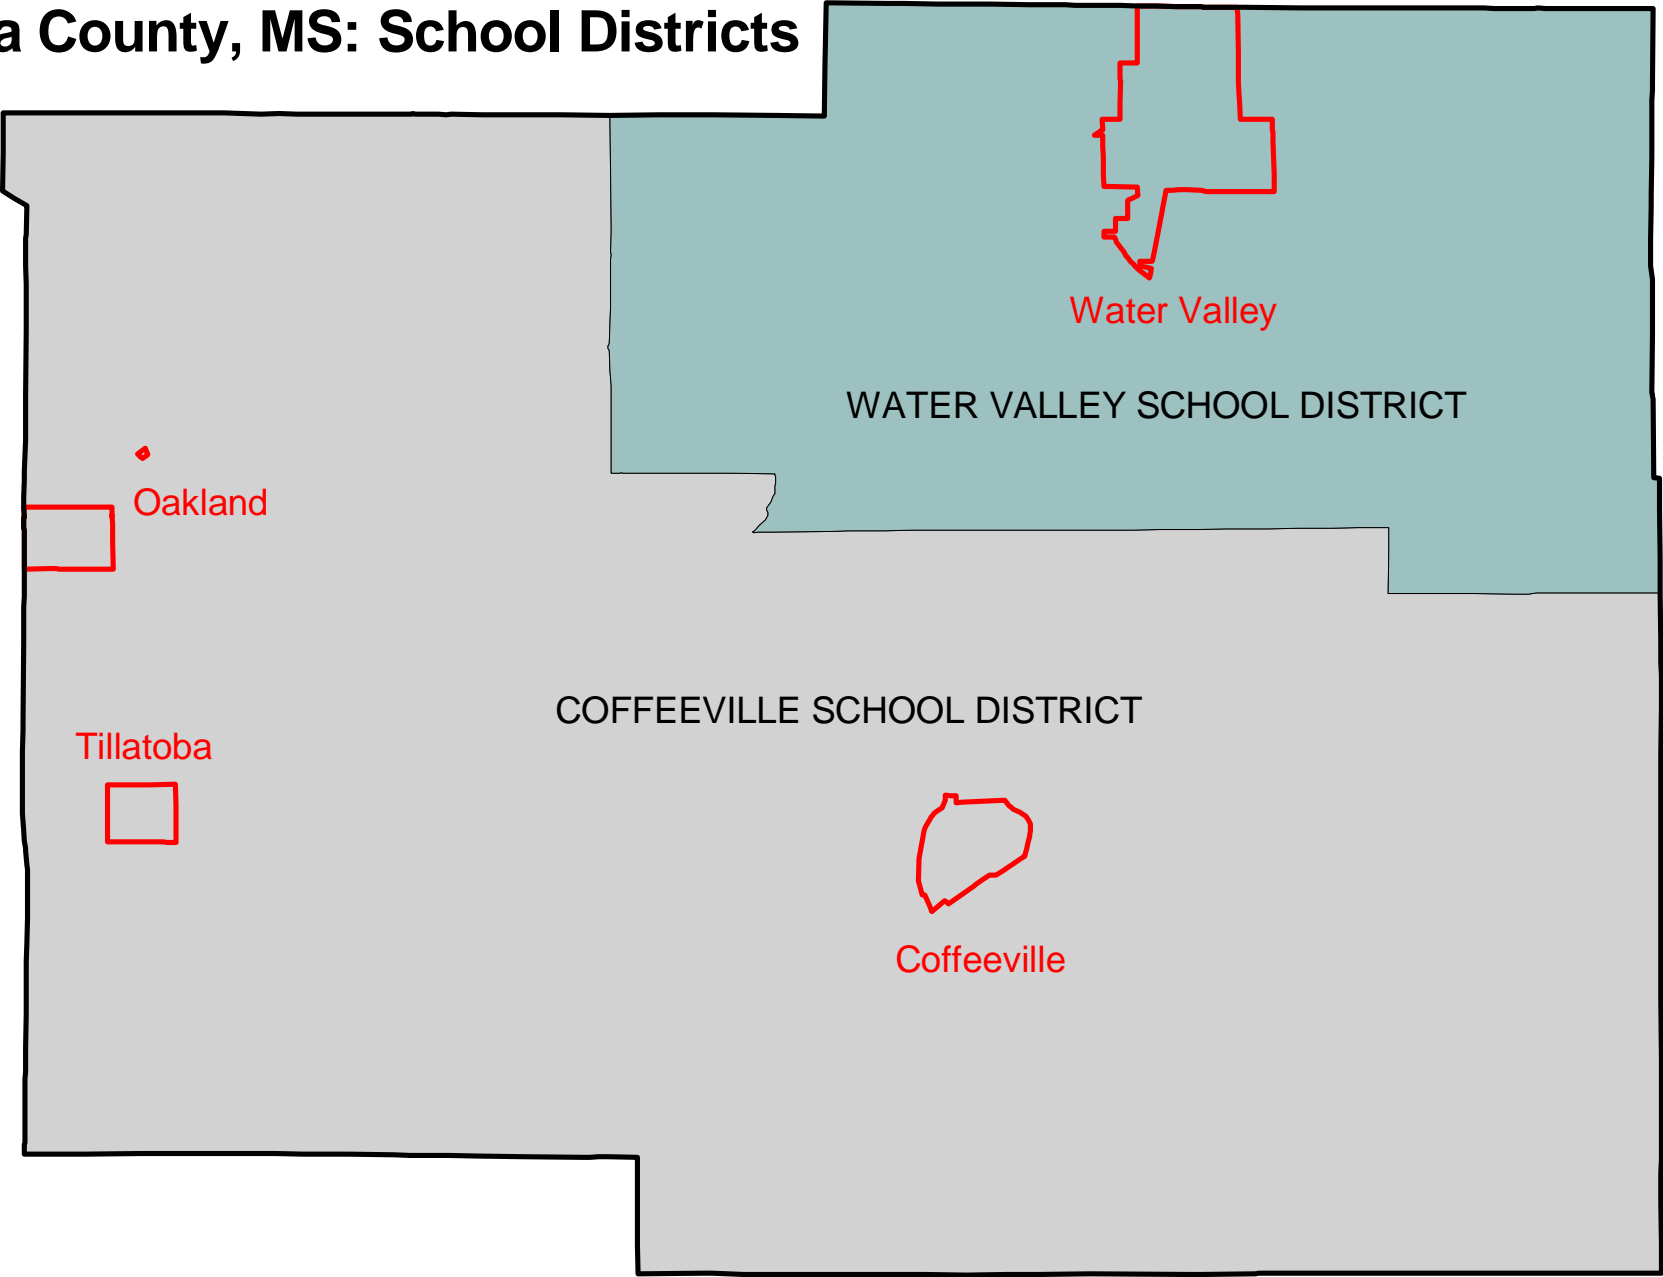 a County, MS: School Districts
Water Valley
WATER VALLEY SCHOOL DISTRICT
Oakland
COFFEEVILLE SCHOOL DISTRICT
Tillatoba
Coffeeville